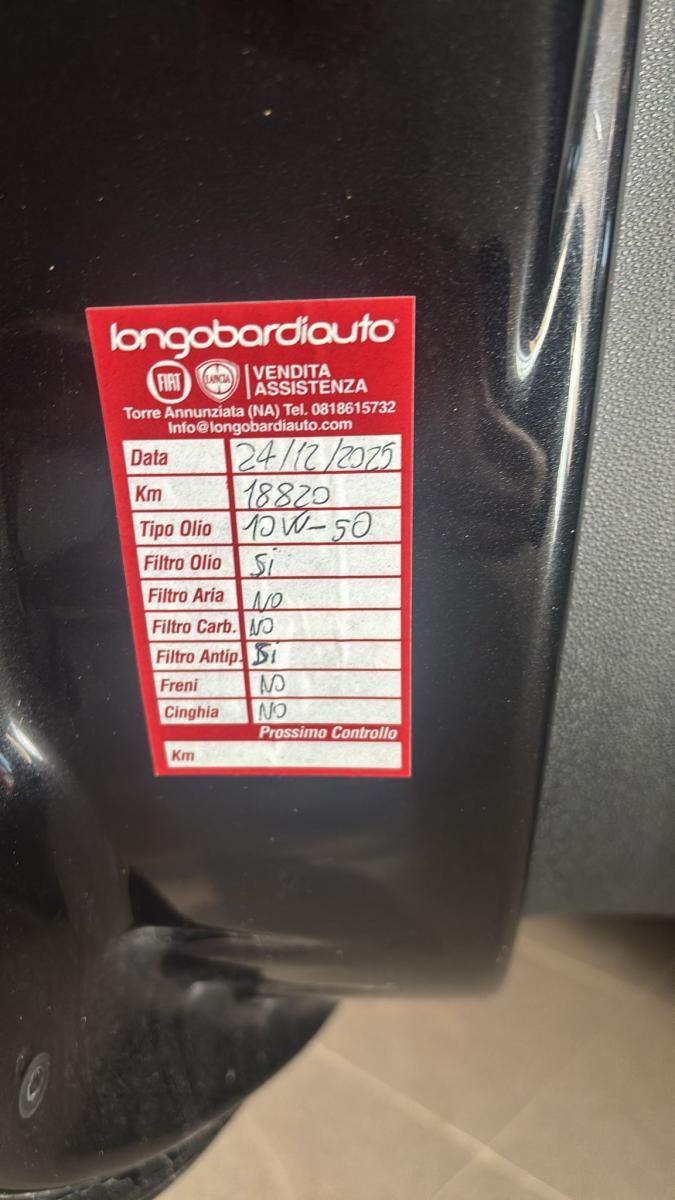 longobardiauto
FIAT LANCIA VENDITA
ASSISTENZA
Torre Annunziata (NA) Tel. 0818615732
Info@longobardiauto.com
Data 24/12/2025
Km 18820
Tipo Olio 10W-50
Filtro Olio Si
Filtro Aria NO
Filtro Carb. NO
Filtro Antip. Si
Freni NO
Cinghia NO
Prossimo Controllo
Km